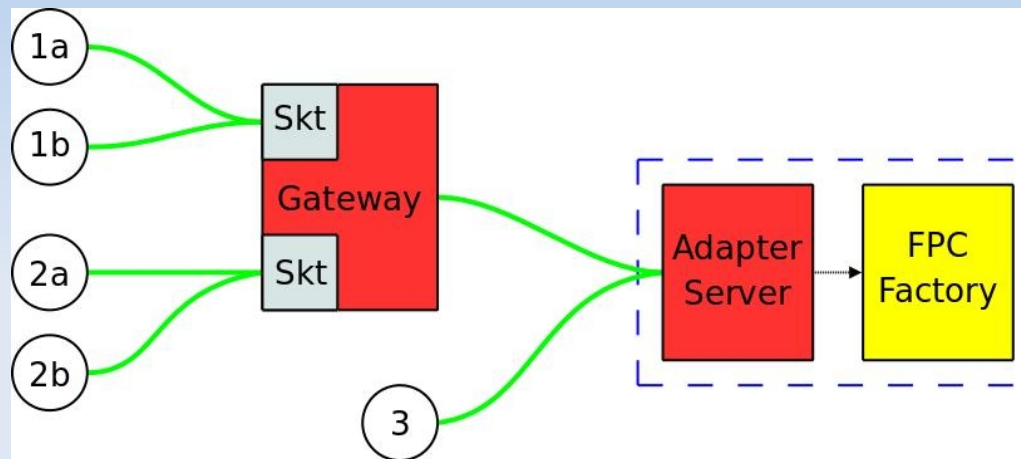 1a
1b
2a
2b
Skt
Gateway
Skt
3
Adapter
Server
FPC
Factory